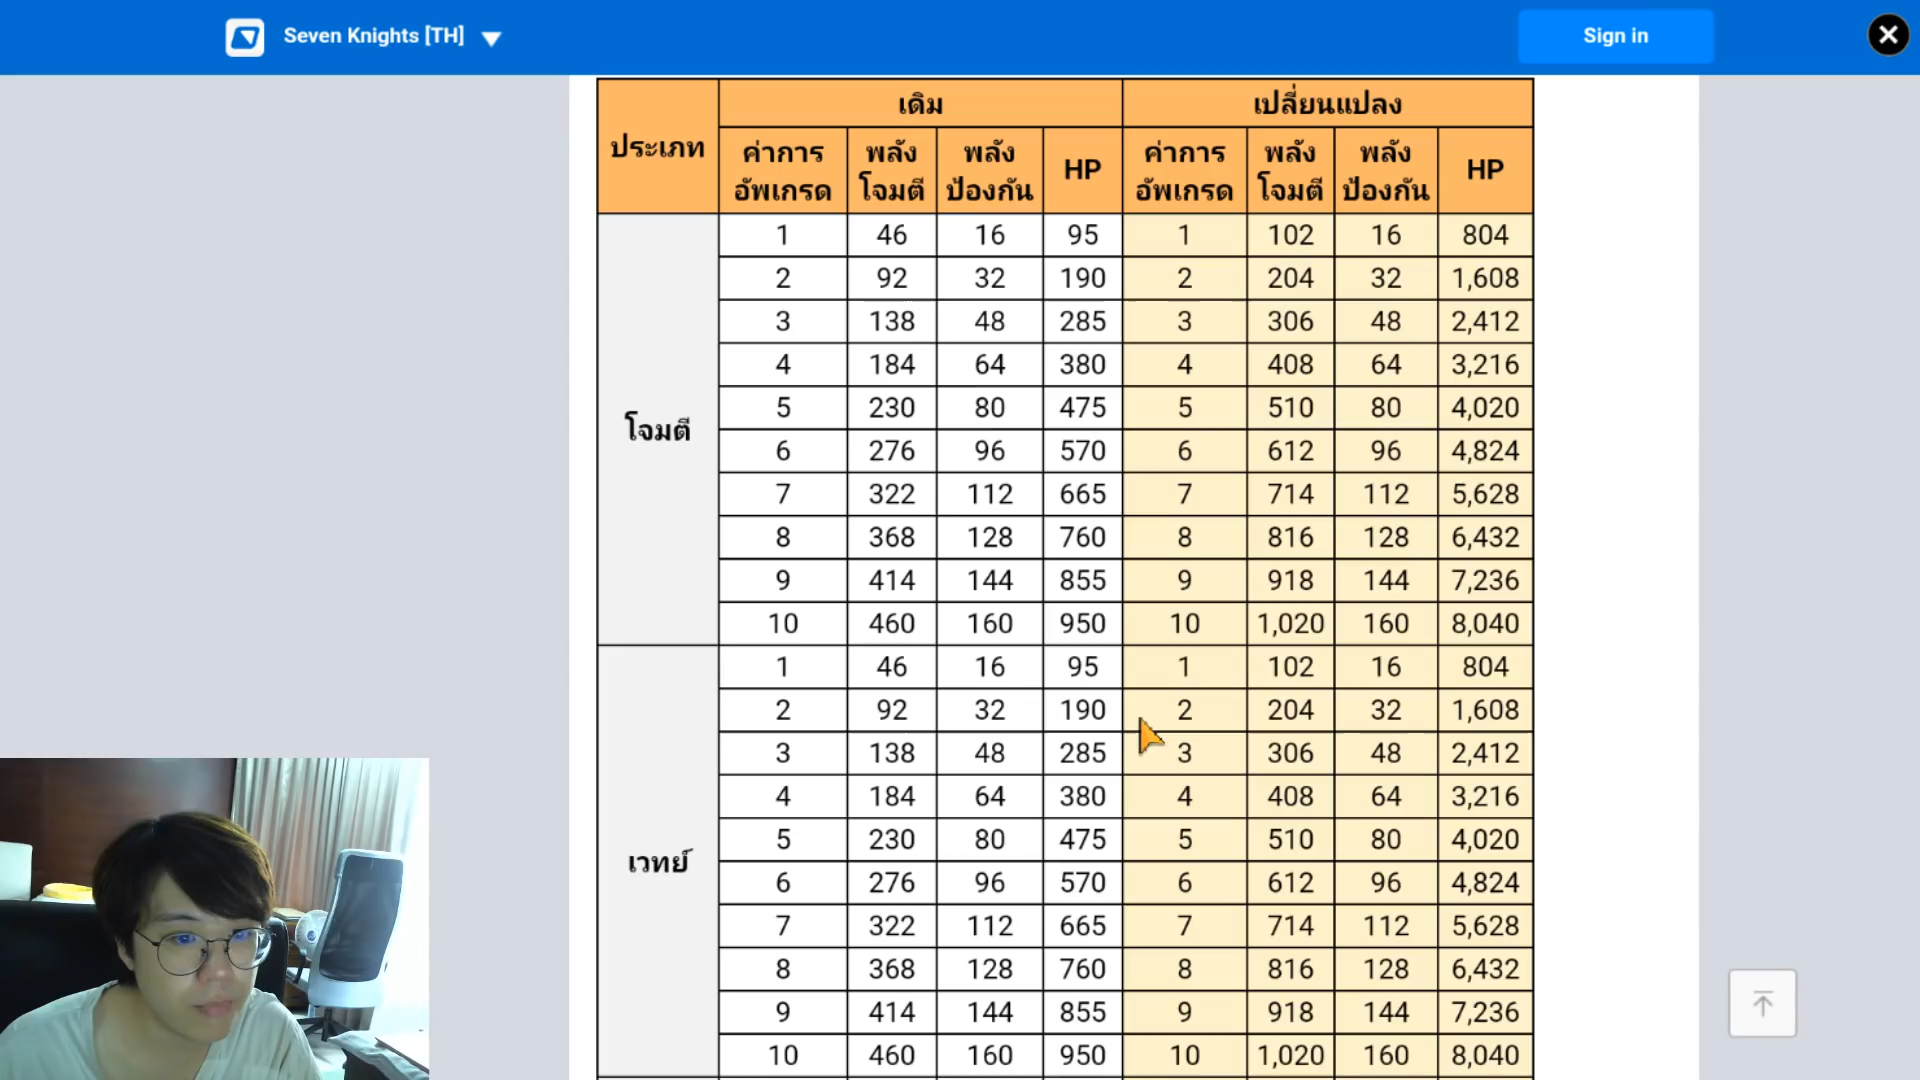 Seven Knights [TH]
Sign in
ประเภท เดิม เปลี่ยนแปลง
ค่าการอัพเกรด พลังโจมตี พลังป้องกัน HP ค่าการอัพเกรด พลังโจมตี พลังป้องกัน HP
โจมตี
1 46 16 95 1 102 16 804
2 92 32 190 2 204 32 1,608
3 138 48 285 3 306 48 2,412
4 184 64 380 4 408 64 3,216
5 230 80 475 5 510 80 4,020
6 276 96 570 6 612 96 4,824
7 322 112 665 7 714 112 5,628
8 368 128 760 8 816 128 6,432
9 414 144 855 9 918 144 7,236
10 460 160 950 10 1,020 160 8,040
เวทย์
1 46 16 95 1 102 16 804
2 92 32 190 2 204 32 1,608
3 138 48 285 3 306 48 2,412
4 184 64 380 4 408 64 3,216
5 230 80 475 5 510 80 4,020
6 276 96 570 6 612 96 4,824
7 322 112 665 7 714 112 5,628
8 368 128 760 8 816 128 6,432
9 414 144 855 9 918 144 7,236
10 460 160 950 10 1,020 160 8,040